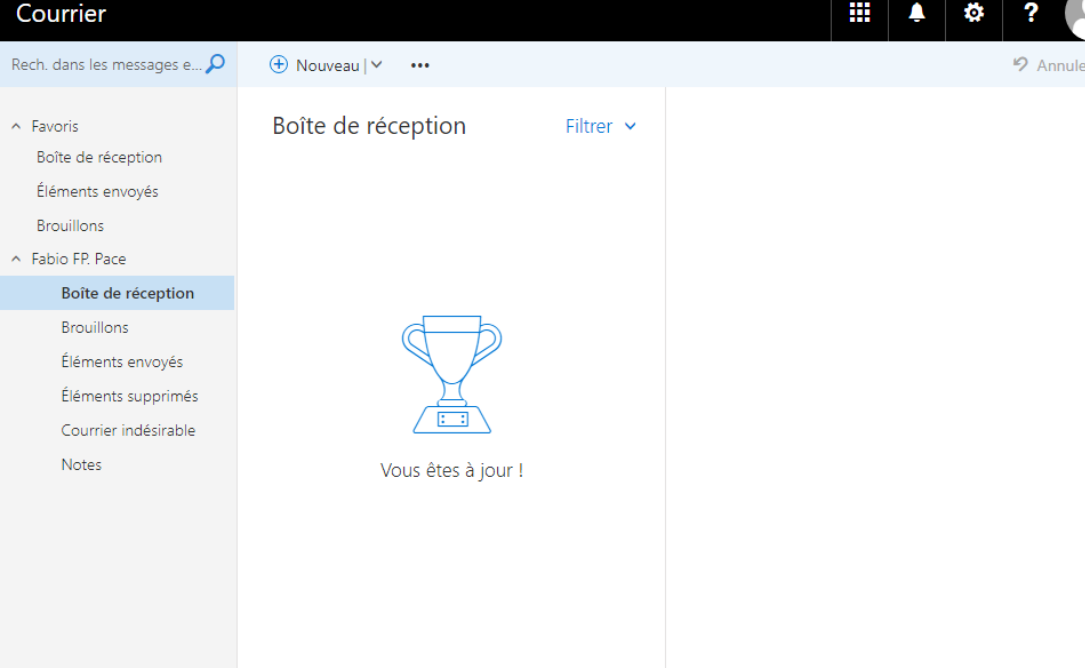 Courrier
?
Rech. dans les messages e...
Nouveau
Annule
Favoris
Boîte de réception
Éléments envoyés
Brouillons
Fabio FP. Pace
Boîte de réception
Brouillons
Éléments envoyés
Éléments supprimés
Courrier indésirable
Notes
Boîte de réception
Filtrer
Vous êtes à jour !